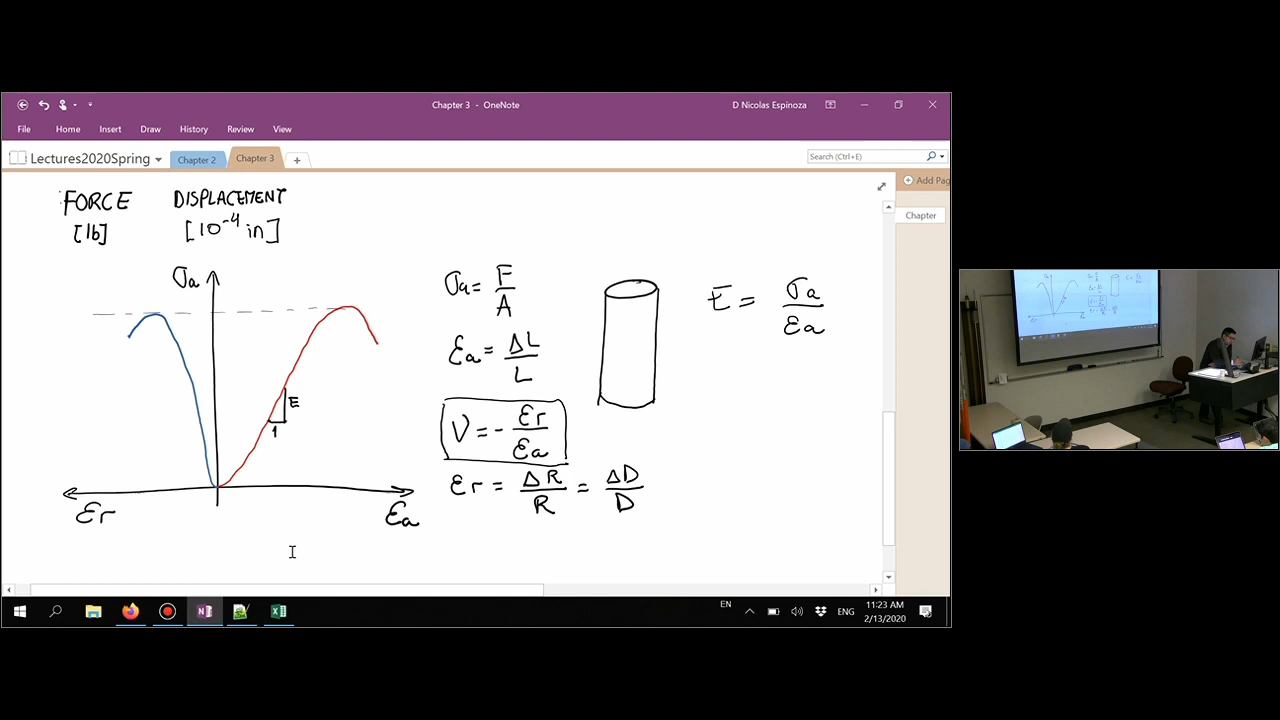 Chapter 3 - OneNote
D Nicolas Espinoza
File Home Insert Draw History Review View
Lectures2020Spring Chapter 2 Chapter 3 +
Search (Ctrl+E)
Add Pag
Chapter
FORCE DISPLACEMENT
[lb] [10⁻⁴ in]
σa
σa = F/A
E = σa/εa
εa = ΔL/L
E
1
ν = - εr/εa
εr = ΔR/R = ΔD/D
εr εa
EN
ENG
11:23 AM
2/13/2020